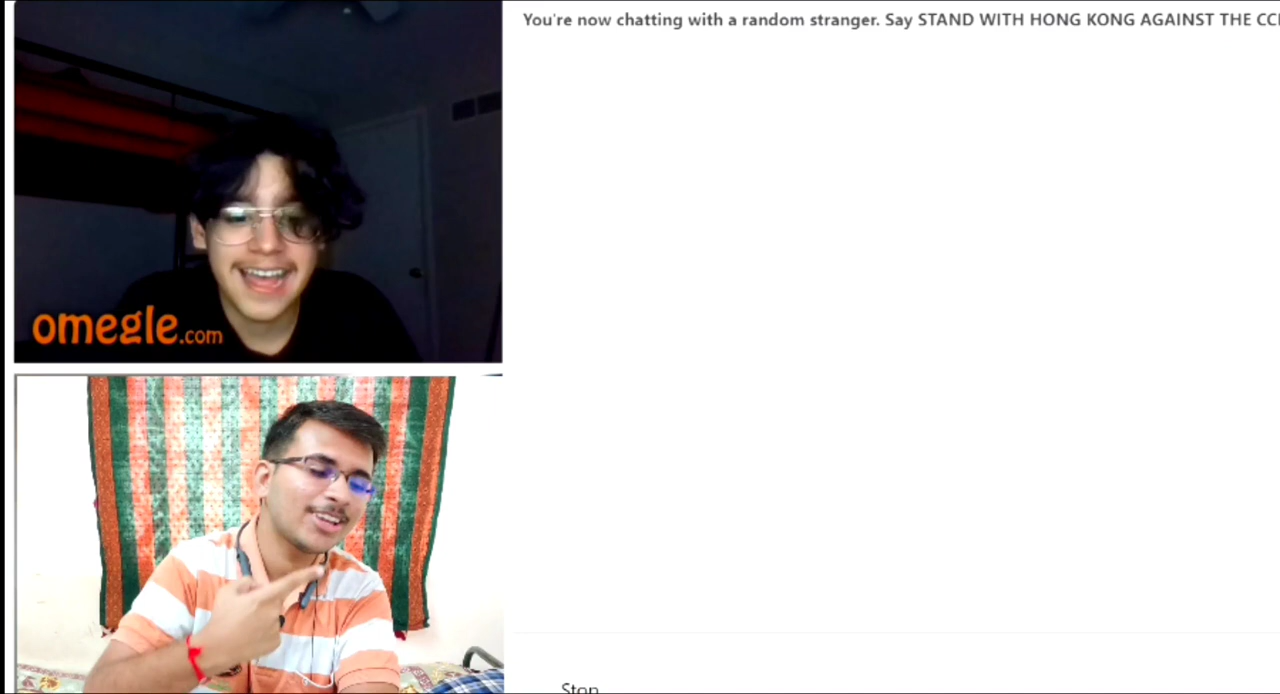 You're now chatting with a random stranger. Say STAND WITH HONG KONG AGAINST THE
omegle.com
Stop